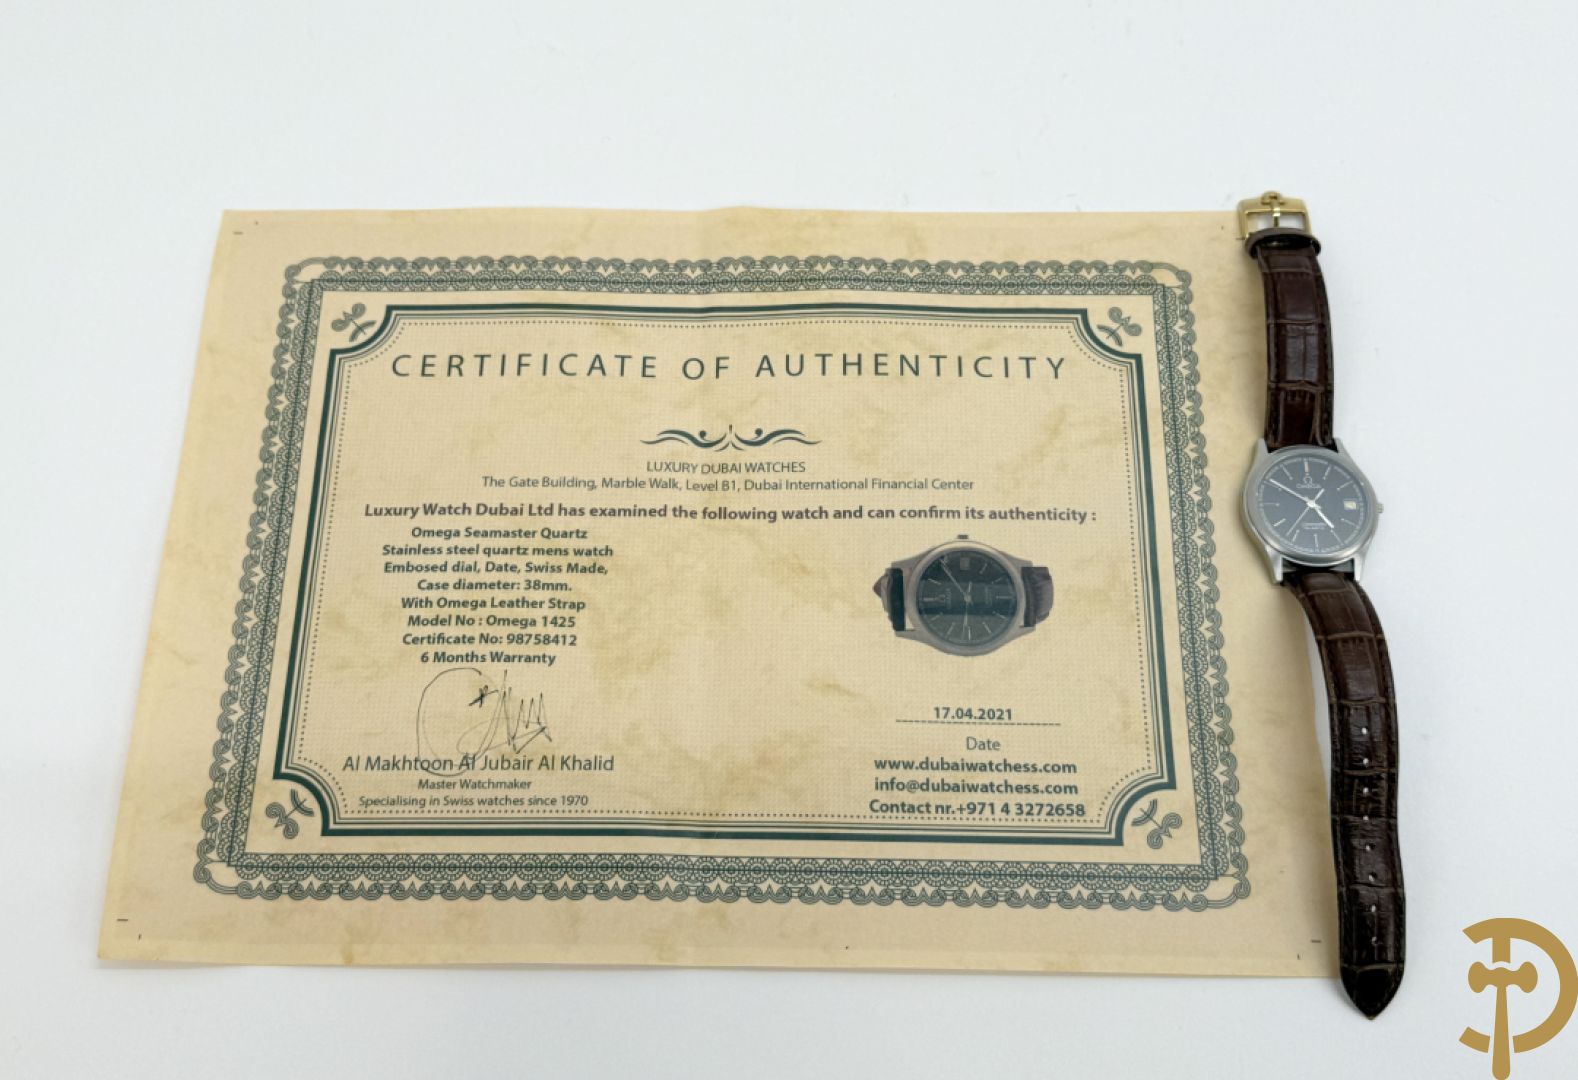 CERTIFICATE OF AUTHENTICITY
LUXURY DUBAI WATCHES
The Gate Building, Marble Walk, Level B1, Dubai International Financial Center
Luxury Watch Dubai Ltd has examined the following watch and can confirm its authenticity :
Omega Seamaster Quartz
Stainless steel quartz mens watch
Embosed dial, Date, Swiss Made,
Case diameter: 38mm.
With Omega Leather Strap
Model No : Omega 1425
Certificate No: 98758412
6 Months Warranty
Al Makhtoon Al Jubair Al Khalid
Master Watchmaker
Specialising in Swiss watches since 1970
17.04.2021
Date
www.dubaiwatchess.com
info@dubaiwatchess.com
Contact nr.+971 4 3272658
OMEGA